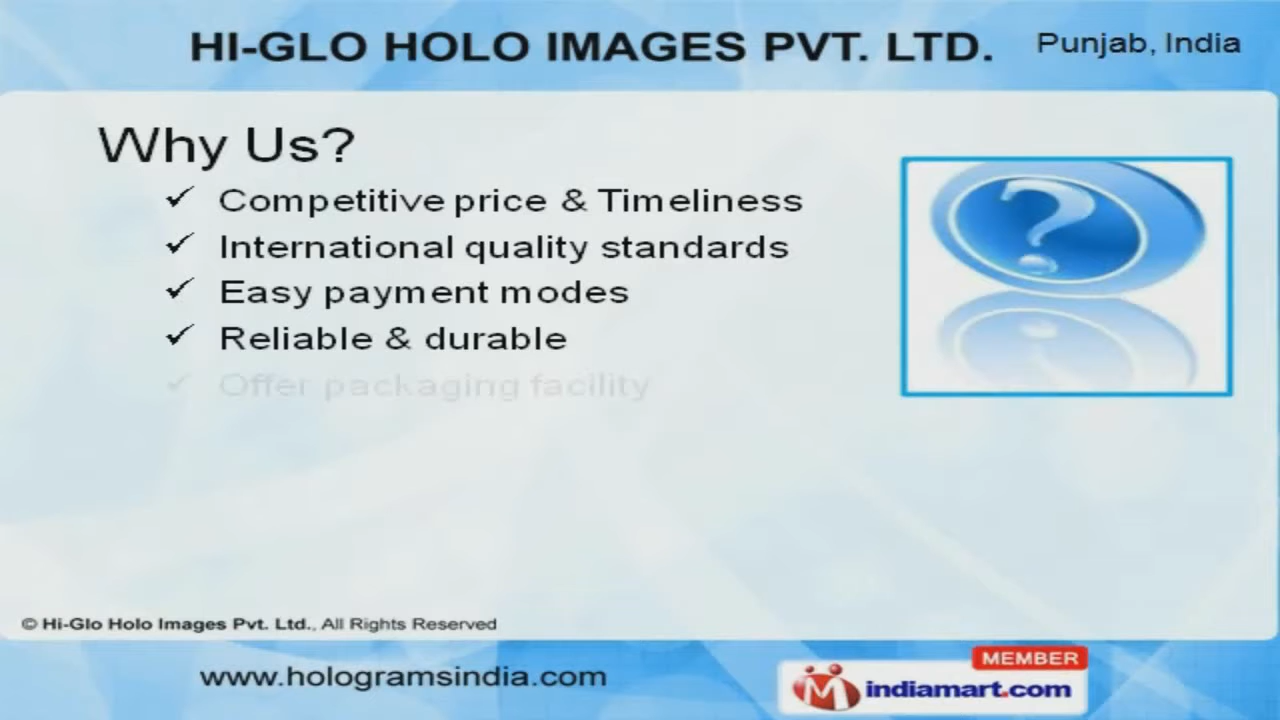 HI-GLO HOLO IMAGES PVT. LTD. Punjab, India
Why Us?
✓ Competitive price & Timeliness
✓ International quality standards
✓ Easy payment modes
✓ Reliable & durable
✓ Offer packaging facility
© Hi-Glo Holo Images Pvt. Ltd., All Rights Reserved
www.hologramsindia.com
MEMBER
indiamart.com